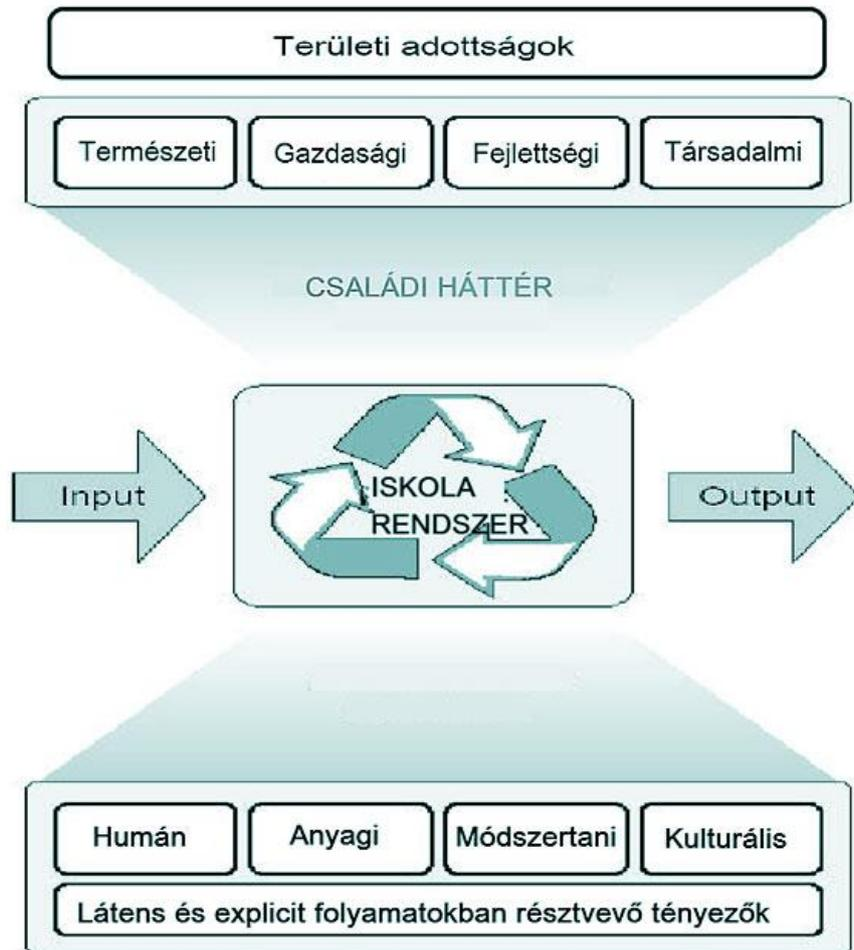 Területi adottságok
Természeti
Gazdasági
Fejlettségi
Társadalmi
CSALÁDI HÁTTÉR
Input
ISKOLA
RENDSZER
Output
Humán
Anyagi
Módszertani
Kulturális
Látens és explicit folyamatokban résztvevő tényezők